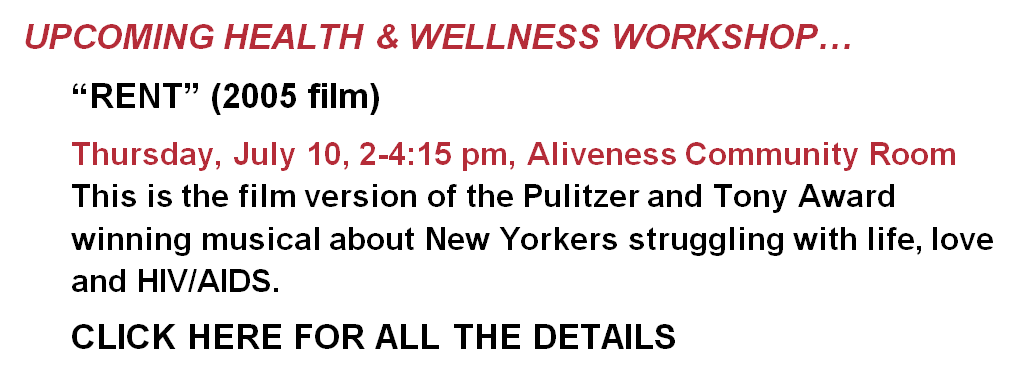 UPCOMING HEALTH & WELLNESS WORKSHOP…
“RENT” (2005 film)
Thursday, July 10, 2-4:15 pm, Aliveness Community Room
This is the film version of the Pulitzer and Tony Award
winning musical about New Yorkers struggling with life, love
and HIV/AIDS.
CLICK HERE FOR ALL THE DETAILS